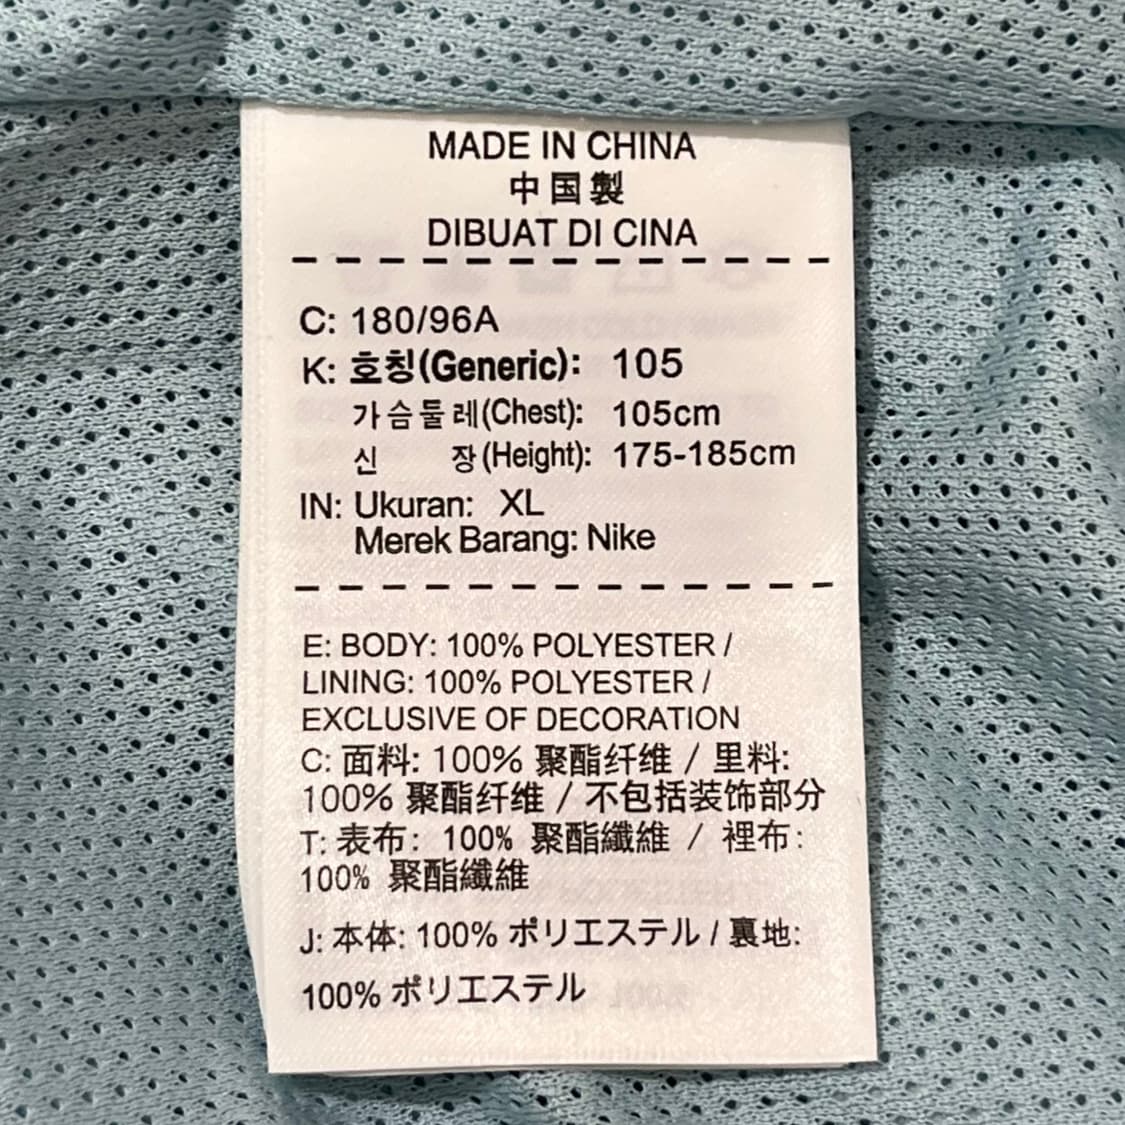 MADE IN CHINA
中国製
DIBUAT DI CINA
C: 180/96A
K: 호칭(Generic): 105
가슴둘레(Chest): 105cm
신 장(Height): 175-185cm
IN: Ukuran: XL
Merek Barang: Nike
E: BODY: 100% POLYESTER /
LINING: 100% POLYESTER /
EXCLUSIVE OF DECORATION
C: 面料: 100% 聚酯纤维 / 里料:
100% 聚酯纤维 / 不包括装饰部分
T: 表布: 100% 聚酯纖維 / 裡布:
100% 聚酯纖維
J: 本体: 100% ポリエステル / 裏地:
100% ポリエステル